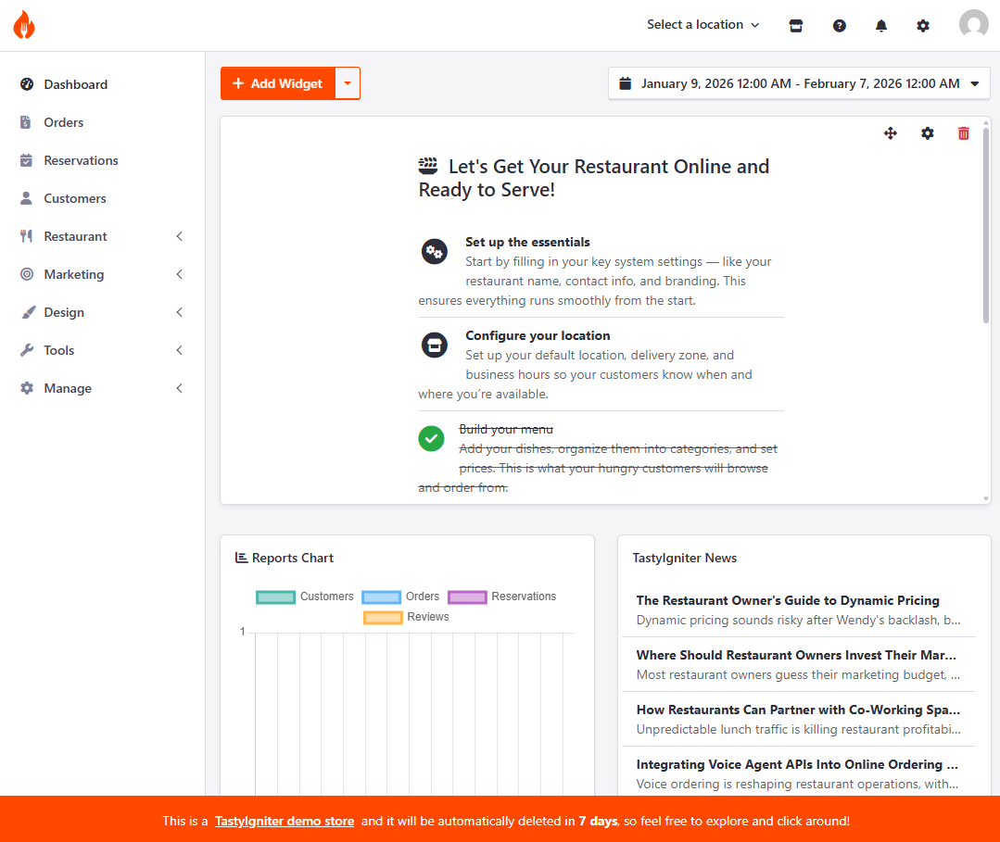 Select a location
Dashboard
Orders
Reservations
Customers
Restaurant
Marketing
Design
Tools
Manage
Add Widget
January 9, 2026 12:00 AM - February 7, 2026 12:00 AM
Let's Get Your Restaurant Online and
Ready to Serve!
Set up the essentials
Start by filling in your key system settings — like your
restaurant name, contact info, and branding. This
ensures everything runs smoothly from the start.
Configure your location
Set up your default location, delivery zone, and
business hours so your customers know when and
where you’re available.
Build your menu
Add your dishes, organize them into categories, and set
prices. This is what your hungry customers will browse
and order from.
Reports Chart
Customers
Orders
Reservations
Reviews
1
TastyIgniter News
The Restaurant Owner's Guide to Dynamic Pricing
Dynamic pricing sounds risky after Wendy's backlash, b...
Where Should Restaurant Owners Invest Their Mar...
Most restaurant owners guess their marketing budget, ...
How Restaurants Can Partner with Co-Working Spa...
Unpredictable lunch traffic is killing restaurant profitabi...
Integrating Voice Agent APIs Into Online Ordering ...
Voice ordering is reshaping restaurant operations, with...
This is a TastyIgniter demo store and it will be automatically deleted in 7 days, so feel free to explore and click around!